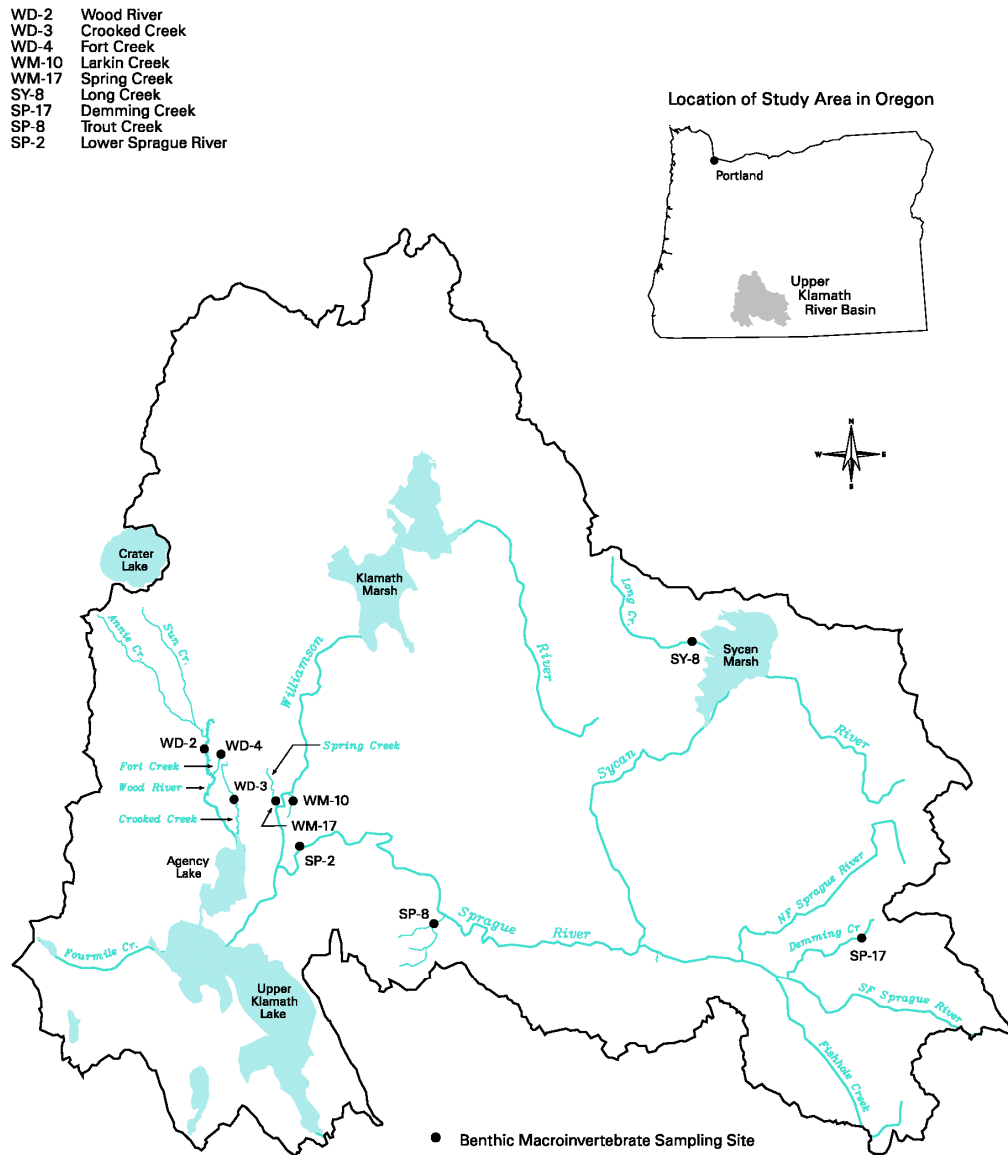 WD-2 Wood River
WD-3 Crooked Creek
WD-4 Fort Creek
WM-10 Larkin Creek
WM-17 Spring Creek
SY-8 Long Creek
SP-17 Demming Creek
SP-8 Trout Creek
SP-2 Lower Sprague River
Location of Study Area in Oregon
Portland
Upper
Klamath
River Basin
N
W E
S
Crater
Lake
Klamath
Marsh
Long Cr.
Annie Cr.
Sun Cr.
Williamson
River
SY-8
Sycan
Marsh
WD-2
WD-4
Spring Creek
Fort Creek
Sycan
River
Wood River
WD-3
WM-10
Crooked Creek
WM-17
SP-2
Agency
Lake
NF Sprague River
SP-8
Sprague
River
Demming Cr
SP-17
Fourmile Cr.
Upper
Klamath
Lake
SF Sprague River
Fishhole Creek
Benthic Macroinvertebrate Sampling Site